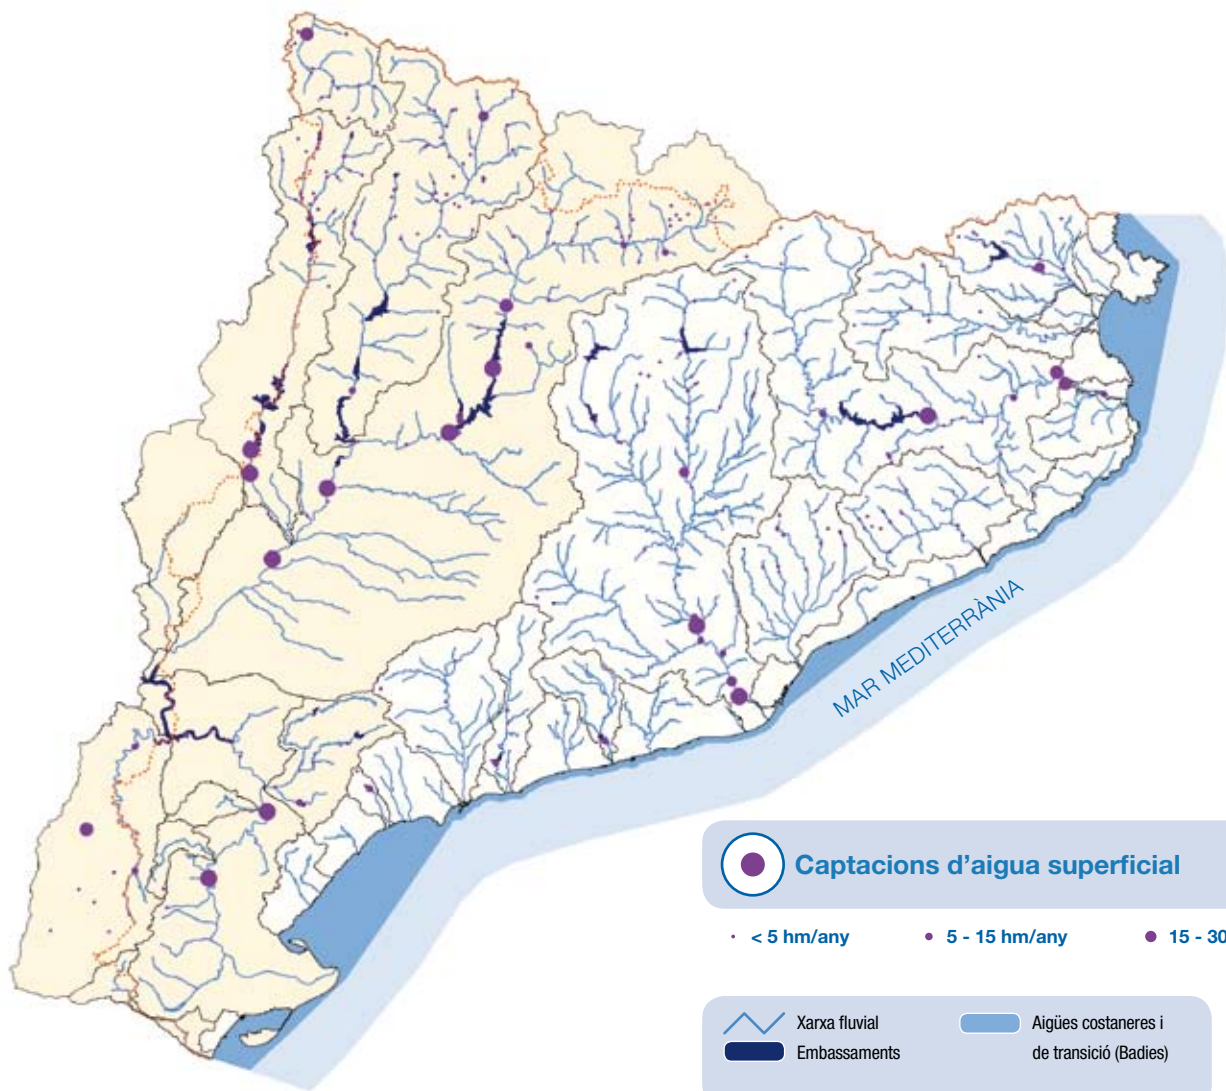 MAR MEDITERRÀNIA
Captacions d’aigua superficial
< 5 hm/any
5 - 15 hm/any
15 - 30
Xarxa fluvial
Embassaments
Aigües costaneres i
de transició (Badies)